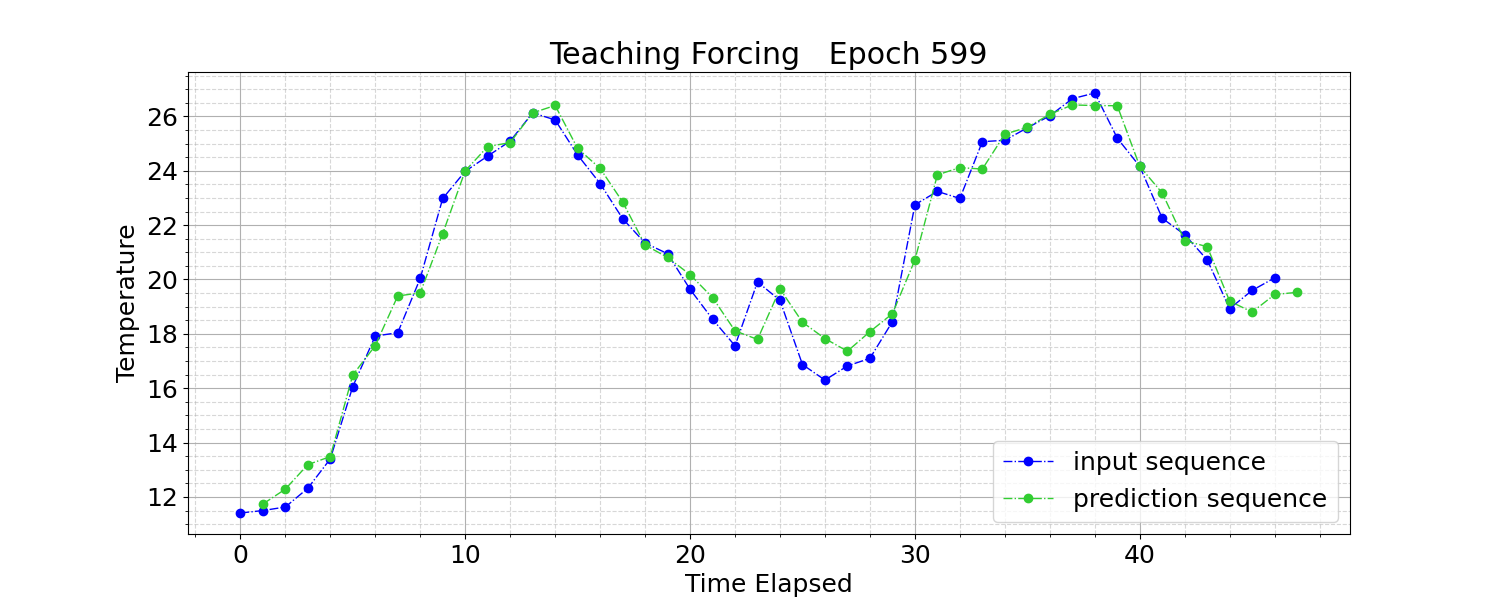 Teaching Forcing   Epoch 599
Temperature
26
24
22
20
18
16
14
12
input sequence
prediction sequence
0 10 20 30 40
Time Elapsed